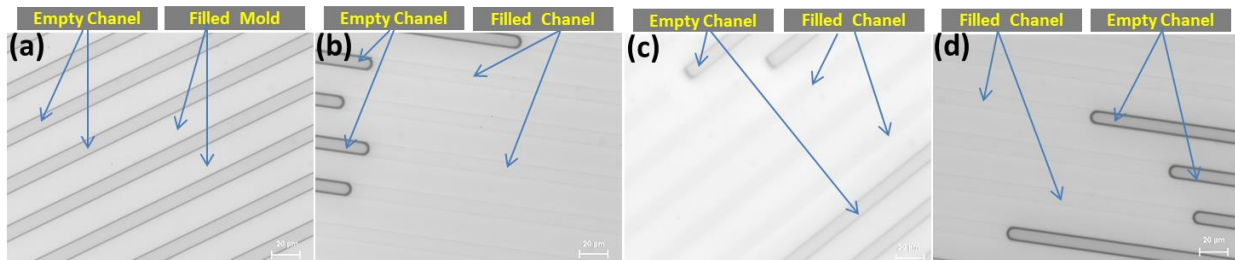 Empty Chanel Filled Mold Empty Chanel Filled Chanel Empty Chanel Filled Chanel Filled Chanel Empty Chanel
(a) (b) (c) (d)
20 µm 20 µm 20 µm 20 µm